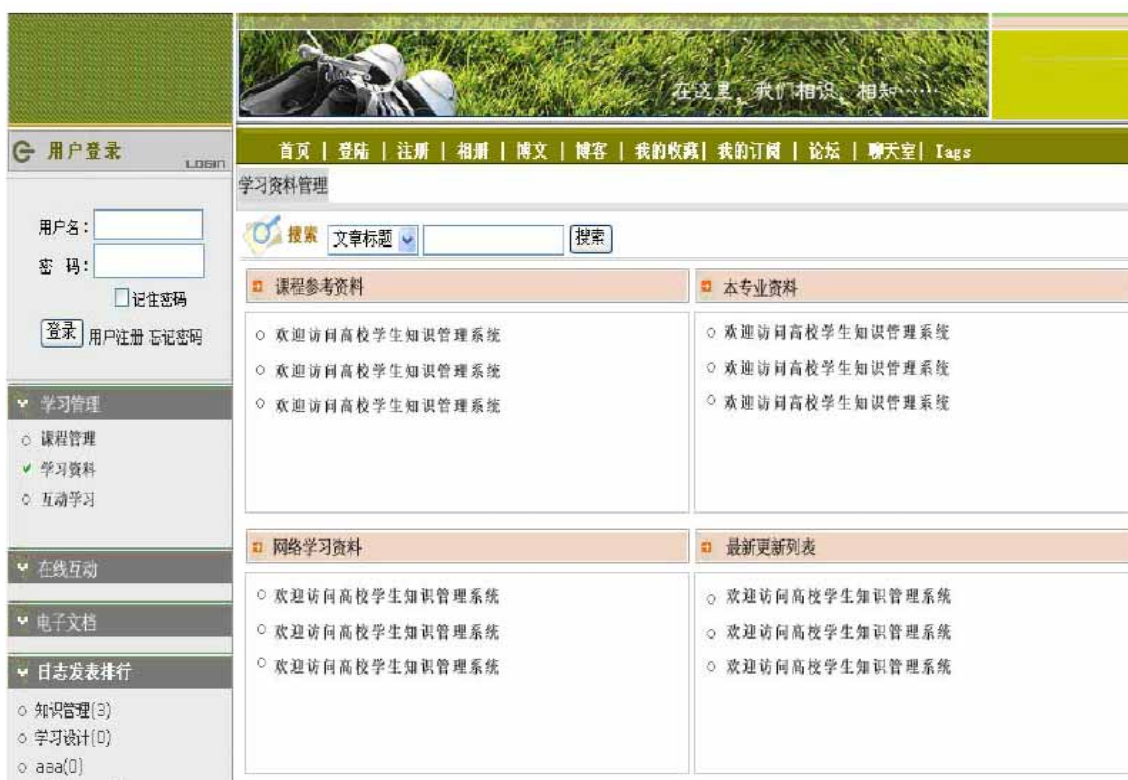 在这里，我们相识，相知……
用户登录 LOGIN
首页 | 登陆 | 注册 | 相册 | 博文 | 博客 | 我的收藏| 我的订阅 | 论坛 | 聊天室| Tags
学习资料管理
用户名：
密 码：
记住密码
登录 用户注册 忘记密码
搜索 文章标题 搜索
课程参考资料
欢迎访问高校学生知识管理系统
欢迎访问高校学生知识管理系统
欢迎访问高校学生知识管理系统
本专业资料
欢迎访问高校学生知识管理系统
欢迎访问高校学生知识管理系统
欢迎访问高校学生知识管理系统
学习管理
课程管理
学习资料
互动学习
在线互动
电子文档
日志发表排行
知识管理(3)
学习设计(0)
aaa(0)
网络学习资料
欢迎访问高校学生知识管理系统
欢迎访问高校学生知识管理系统
欢迎访问高校学生知识管理系统
最新更新列表
欢迎访问高校学生知识管理系统
欢迎访问高校学生知识管理系统
欢迎访问高校学生知识管理系统